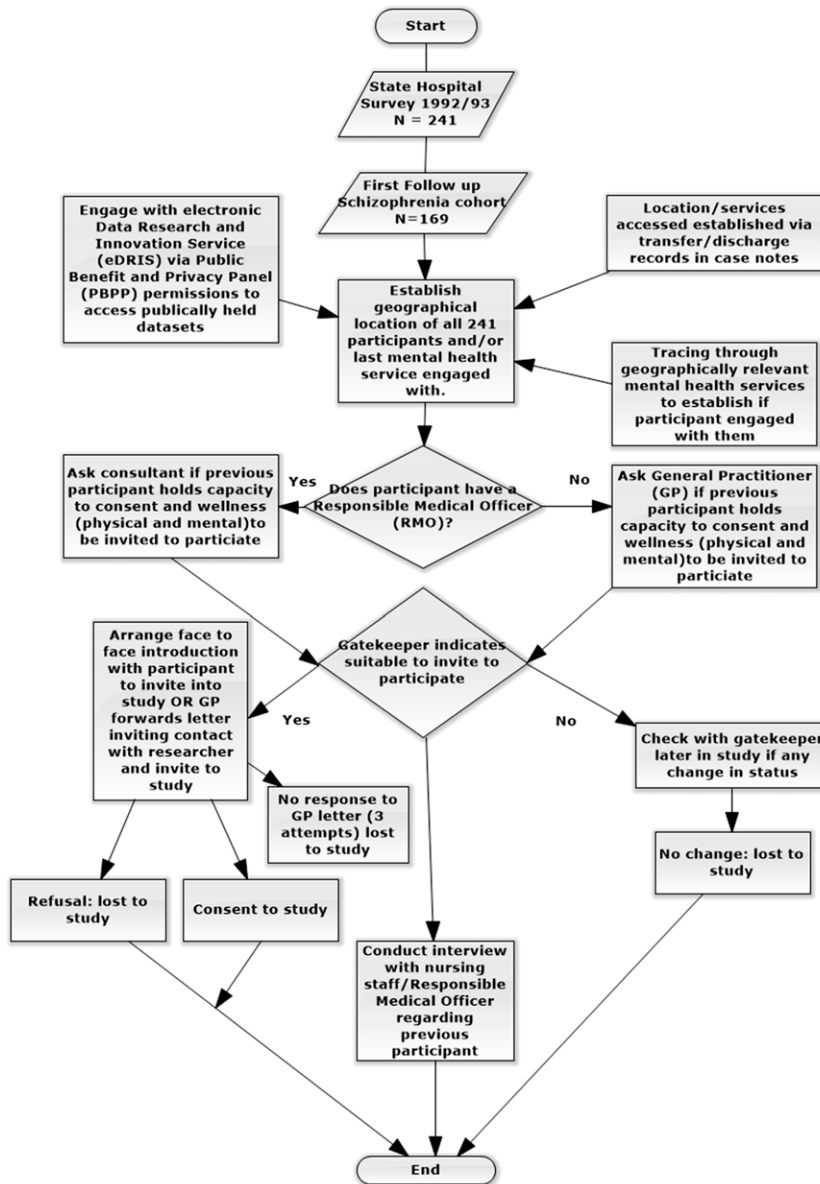 Start
State Hospital
Survey 1992/93
N = 241
First Follow up
Schizophrenia cohort
N=169
Engage with electronic
Data Research and
Innovation Service
(eDRIS) via Public
Benefit and Privacy Panel
(PBPP) permissions to
access publically held
datasets
Location/services
accessed established via
transfer/discharge
records in case notes
Establish
geographical
location of all 241
participants and/or
last mental health
service engaged
with.
Tracing through
geographically relevant
mental health services
to establish if
participant engaged
with them
Ask consultant if previous
participant holds capacity
to consent and wellness
(physical and mental)to
be invited to particiate
Yes
Does participant have a
Responsible Medical Officer
(RMO)?
No
Ask General Practitioner
(GP) if previous
participant holds
capacity to consent and
wellness (physical and
mental)to be invited to
particiate
Arrange face to
face introduction
with participant
to invite into
study OR GP
forwards letter
inviting contact
with researcher
and invite to
study
Gatekeeper indicates
suitable to invite to
participate
Yes
No
Check with gatekeeper
later in study if any
change in status
No response to
GP letter (3
attempts) lost
to study
No change: lost to
study
Refusal: lost to
study
Consent to study
Conduct interview
with nursing
staff/Responsible
Medical Officer
regarding
previous
participant
End